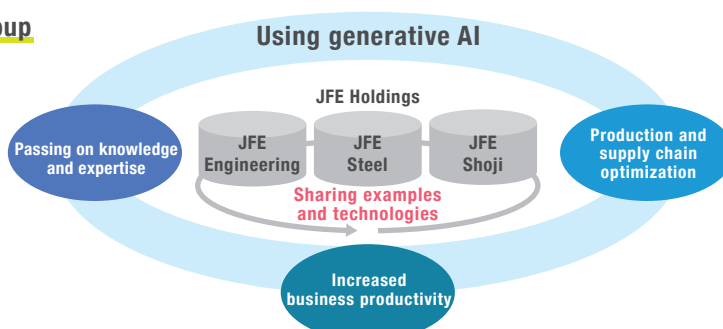 oup
Using generative AI
JFE Holdings
JFE
Engineering
JFE
Steel
JFE
Shoji
Passing on knowledge
and expertise
Production and
supply chain
optimization
Sharing examples
and technologies
Increased
business productivity